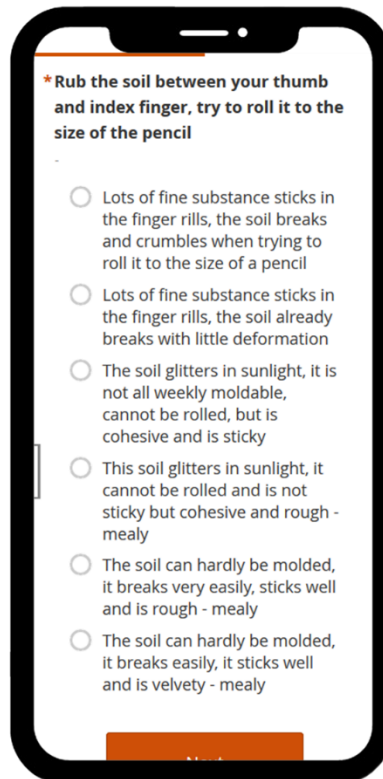 *Rub the soil between your thumb
and index finger, try to roll it to the
size of the pencil
-
Lots of fine substance sticks in
the finger rills, the soil breaks
and crumbles when trying to
roll it to the size of a pencil
Lots of fine substance sticks in
the finger rills, the soil already
breaks with little deformation
The soil glitters in sunlight, it is
not all weekly moldable,
cannot be rolled, but is
cohesive and is sticky
This soil glitters in sunlight, it
cannot be rolled and is not
sticky but cohesive and rough -
mealy
The soil can hardly be molded,
it breaks very easily, sticks well
and is rough - mealy
The soil can hardly be molded,
it breaks easily, it sticks well
and is velvety - mealy